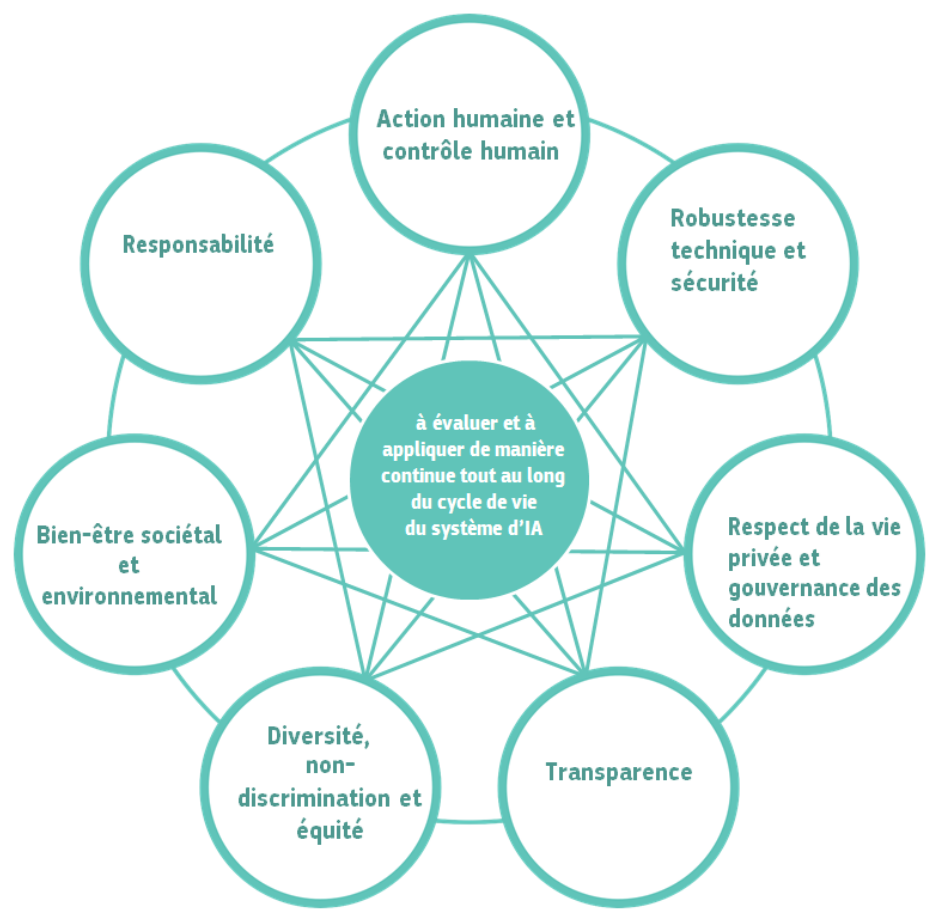 Action humaine et
contrôle humain
Robustesse
technique et
sécurité
Respect de la vie
privée et
gouvernance des
données
Transparence
Diversité,
non-
discrimination et
équité
Bien-être sociétal
et
environnemental
Responsabilité
à évaluer et à
appliquer de manière
continue tout au long
du cycle de vie
du système d'IA